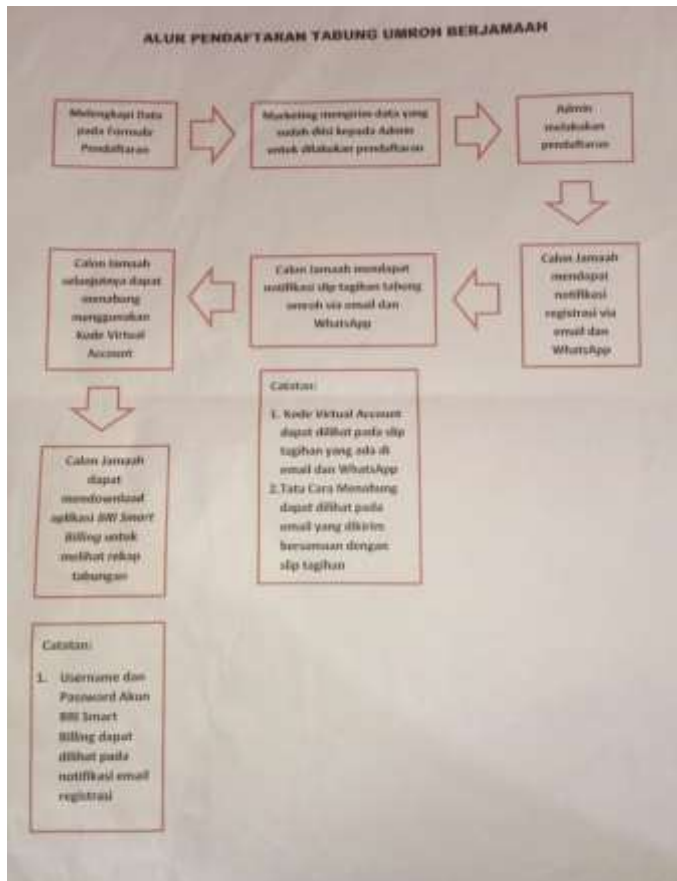 ALUR PENDAFTARAN TABUNG UMROH BERJAMAAH
Melengkapi Data
pada Formulir
Pendaftaran
Marketing mengirim data yang
sudah diisi kepada Admin
untuk dilakukan pendaftaran
Admin
melakukan
pendaftaran
Calon Jamaah
mendapat
notifikasi
registrasi via
email dan
WhatsApp
Calon Jamaah mendapat
notifikasi slip tagihan tabung
umroh via email dan
WhatsApp
Calon Jamaah
selanjutnya dapat
menabung
menggunakan
Kode Virtual
Account
Catatan:
1. Kode Virtual Account
dapat dilihat pada slip
tagihan yang ada di
email dan WhatsApp
2.Tata Cara Menabung
dapat dilihat pada
email yang dikirim
bersamaan dengan
slip tagihan
Calon Jamaah
dapat
mendownload
aplikasi BRI Smart
Billing untuk
melihat rekap
tabungan
Catatan:
1. Username dan
Password Akun
BRI Smart
Billing dapat
dilihat pada
notifikasi email
registrasi